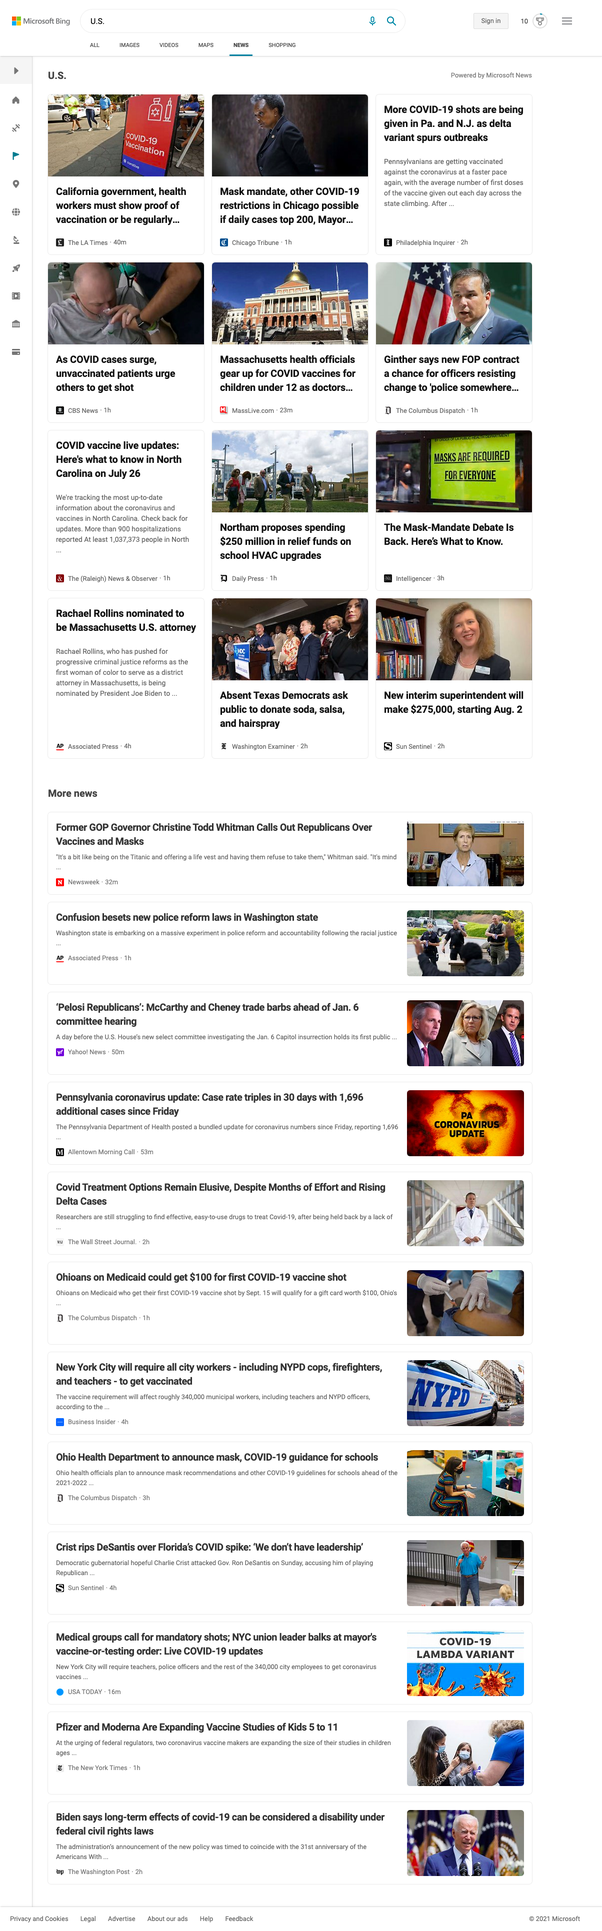 Microsoft Bing
U.S.
Sign in
10
ALL
IMAGES
VIDEOS
MAPS
NEWS
SHOPPING
U.S.
Powered by Microsoft News
COVID-19
Vaccination
California government, health
workers must show proof of
vaccination or be regularly...
The LA Times · 40m
Mask mandate, other COVID-19
restrictions in Chicago possible
if daily cases top 200, Mayor...
Chicago Tribune · 1h
More COVID-19 shots are being
given in Pa. and N.J. as delta
variant spurs outbreaks
Pennsylvanians are getting vaccinated
against the coronavirus at a faster pace
again, with the average number of first doses
of the vaccine given out each day across the
state climbing. After ...
Philadelphia Inquirer · 2h
As COVID cases surge,
unvaccinated patients urge
others to get shot
CBS News · 1h
Massachusetts health officials
gear up for COVID vaccines for
children under 12 as doctors...
MassLive.com · 23m
Ginther says new FOP contract
a chance for officers resisting
change to 'police somewhere...
The Columbus Dispatch · 1h
COVID vaccine live updates:
Here's what to know in North
Carolina on July 26
We're tracking the most up-to-date
information about the coronavirus and
vaccines in North Carolina. Check back for
updates. More than 900 hospitalizations
reported At least 1,037,373 people in North
...
The (Raleigh) News & Observer · 1h
Northam proposes spending
$250 million in relief funds on
school HVAC upgrades
Daily Press · 1h
MASKS ARE REQUIRED
FOR EVERYONE
The Mask-Mandate Debate Is
Back. Here's What to Know.
Intelligencer · 3h
Rachael Rollins nominated to
be Massachusetts U.S. attorney
Rachael Rollins, who has pushed for
progressive criminal justice reforms as the
first woman of color to serve as a district
attorney in Massachusetts, is being
nominated by President Joe Biden to ...
AP Associated Press · 4h
Absent Texas Democrats ask
public to donate soda, salsa,
and hairspray
Washington Examiner · 2h
New interim superintendent will
make $275,000, starting Aug. 2
Sun Sentinel · 2h
More news
Former GOP Governor Christine Todd Whitman Calls Out Republicans Over
Vaccines and Masks
"It's a bit like being on the Titanic and offering a life vest and having them refuse to take them," Whitman said. "It's mind
...
N Newsweek · 32m
Confusion besets new police reform laws in Washington state
Washington state is embarking on a massive experiment in police reform and accountability following the racial justice
...
AP Associated Press · 1h
'Pelosi Republicans': McCarthy and Cheney trade barbs ahead of Jan. 6
committee hearing
A day before the U.S. House's new select committee investigating the Jan. 6 Capitol insurrection holds its first public ...
Yahoo! News · 50m
Pennsylvania coronavirus update: Case rate triples in 30 days with 1,696
additional cases since Friday
The Pennsylvania Department of Health posted a bundled update for coronavirus numbers since Friday, reporting 1,696
...
Allentown Morning Call · 53m
PA
CORONAVIRUS
UPDATE
Covid Treatment Options Remain Elusive, Despite Months of Effort and Rising
Delta Cases
Researchers are still struggling to find effective, easy-to-use drugs to treat Covid-19, after being held back by a lack of
...
The Wall Street Journal. · 2h
Ohioans on Medicaid could get $100 for first COVID-19 vaccine shot
Ohioans on Medicaid who get their first COVID-19 vaccine shot by Sept. 15 will qualify for a gift card worth $100, Ohio's
...
The Columbus Dispatch · 1h
New York City will require all city workers - including NYPD cops, firefighters,
and teachers - to get vaccinated
The vaccine requirement will affect roughly 340,000 municipal workers, including teachers and NYPD officers,
according to the ...
Business Insider · 4h
NYPD
Ohio Health Department to announce mask, COVID-19 guidance for schools
Ohio health officials plan to announce mask recommendations and other COVID-19 guidelines for schools ahead of the
2021-2022 ...
The Columbus Dispatch · 3h
Crist rips DeSantis over Florida's COVID spike: 'We don't have leadership'
Democratic gubernatorial hopeful Charlie Crist attacked Gov. Ron DeSantis on Sunday, accusing him of playing
Republican ...
Sun Sentinel · 4h
Medical groups call for mandatory shots; NYC union leader balks at mayor's
vaccine-or-testing order: Live COVID-19 updates
New York City will require teachers, police officers and the rest of the 340,000 city employees to get coronavirus
vaccines ...
USA TODAY · 16m
COVID-19
LAMBDA VARIANT
Pfizer and Moderna Are Expanding Vaccine Studies of Kids 5 to 11
At the urging of federal regulators, two coronavirus vaccine makers are expanding the size of their studies in children
ages ...
The New York Times · 1h
Biden says long-term effects of covid-19 can be considered a disability under
federal civil rights laws
The administration's announcement of the new policy was timed to coincide with the 31st anniversary of the
Americans With ...
wp The Washington Post · 2h
Privacy and Cookies
Legal
Advertise
About our ads
Help
Feedback
© 2021 Microsoft